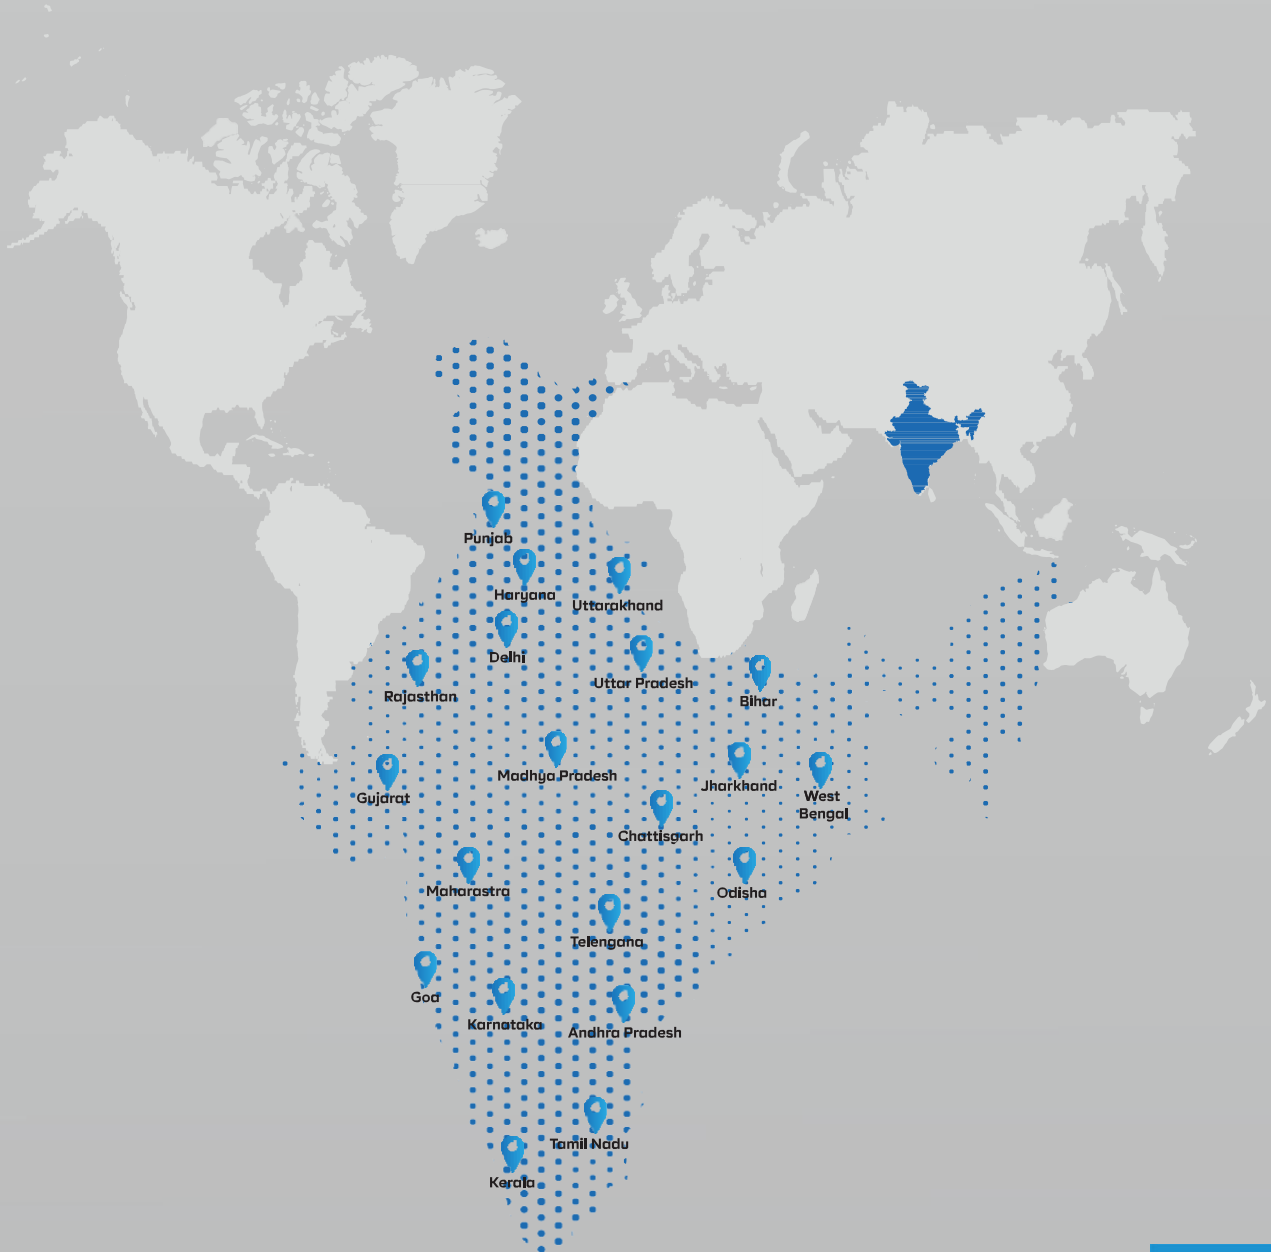 Punjab
Haryana
Uttarakhand
Delhi
Uttar Pradesh
Rajasthan
Bihar
Madhya Pradesh
Jharkhand
Gujarat
West
Bengal
Chattisgarh
Maharastra
Odisha
Telengana
Goa
Karnataka
Andhra Pradesh
Tamil Nadu
Kerala